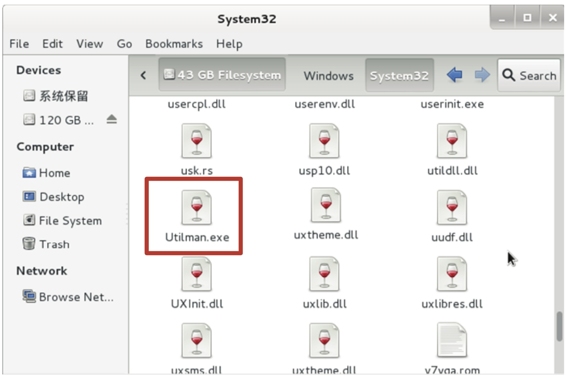 System32
File Edit View Go Bookmarks Help
Devices
系统保留
120 GB ...
Computer
Home
Desktop
File System
Trash
Network
Browse Net...
43 GB Filesystem Windows System32 Search
usercpl.dll userenv.dll userinit.exe
usk.rs usp10.dll utildll.dll
Utilman.exe uxtheme.dll uudf.dll
UXInit.dll uxlib.dll uxlibres.dll
uxsms.dll uxtheme.dll v7vga.rom